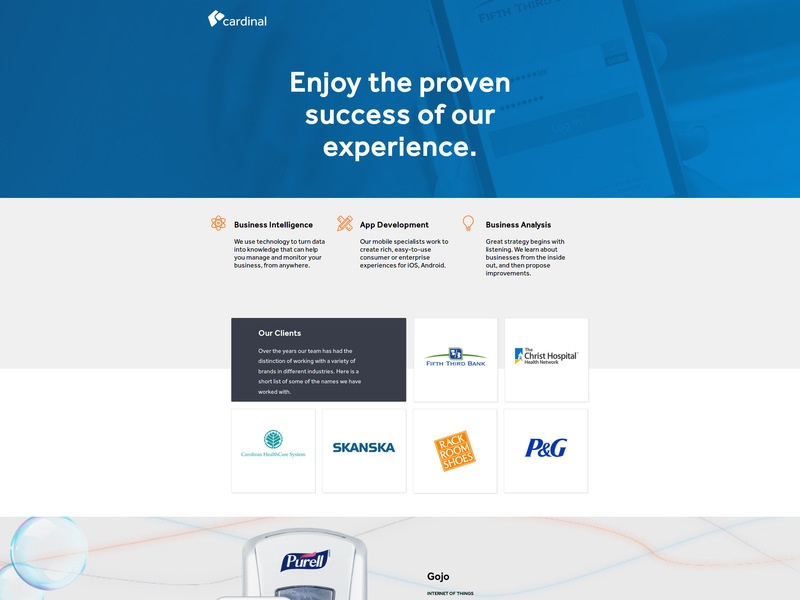 FIFTH THIRD BANK
Log In
cardinal
Enjoy the proven
success of our
experience.
Business Intelligence
We use technology to turn data
into knowledge that can help
you manage and monitor your
business, from anywhere.
App Development
Our mobile specialists work to
create rich, easy-to-use
consumer or enterprise
experiences for iOS, Android.
Business Analysis
Great strategy begins with
listening. We learn about
businesses from the inside
out, and then propose
improvements.
Our Clients
Over the years our team has had the
distinction of working with a variety of
brands in different industries. Here is a
short list of some of the names we have
worked with.
FIFTH THIRD BANK
The
Christ Hospital
Health Network
Carolinas HealthCare System
SKANSKA
RACK
ROOM
SHOES
P&G
PURELL
Gojo
INTERNET OF THINGS